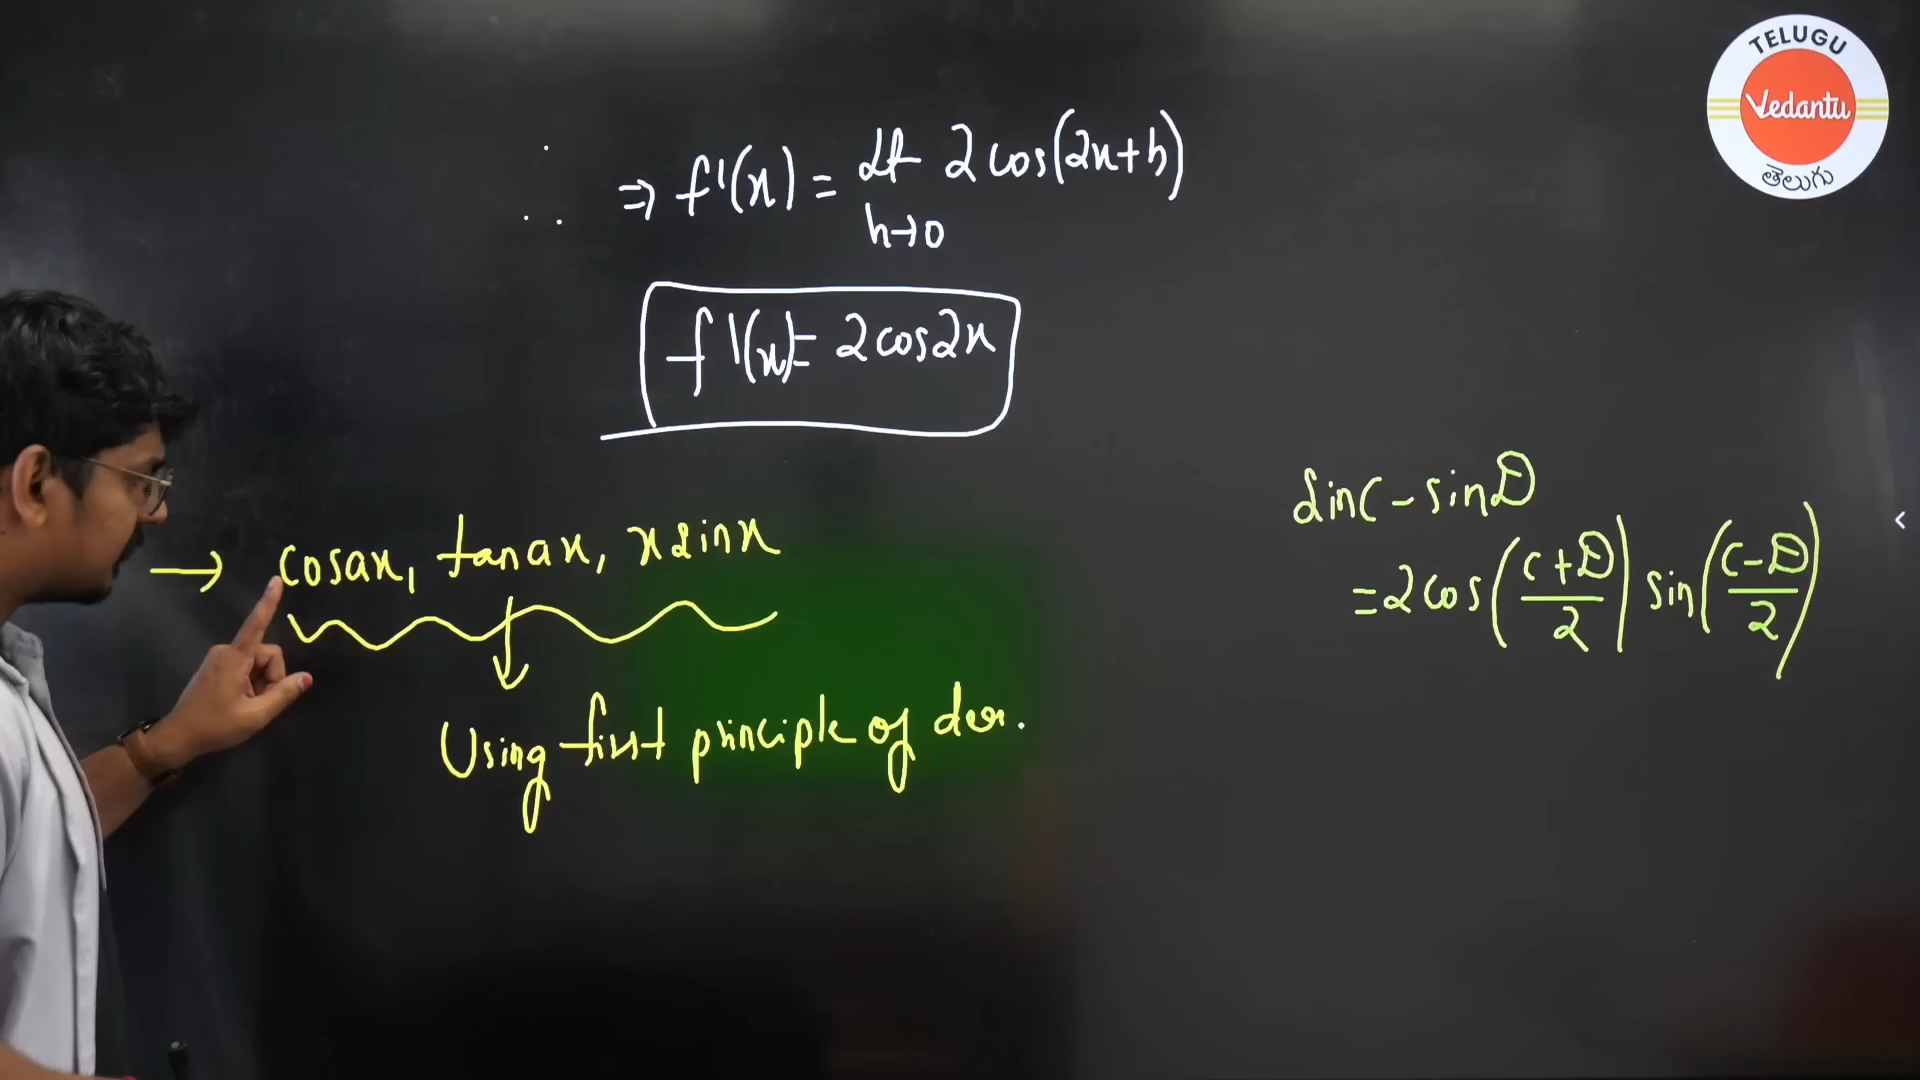 TELUGU
Vedantu
తెలుగు
∴ ⇒ f'(x) = Lt 2cos(2x+h)
h→0
f'(x) = 2cos2x
→ cosax, tanax, xsinx
Using first principle of der.
sinC - sinD
= 2cos(C+D/2) sin(C-D/2)